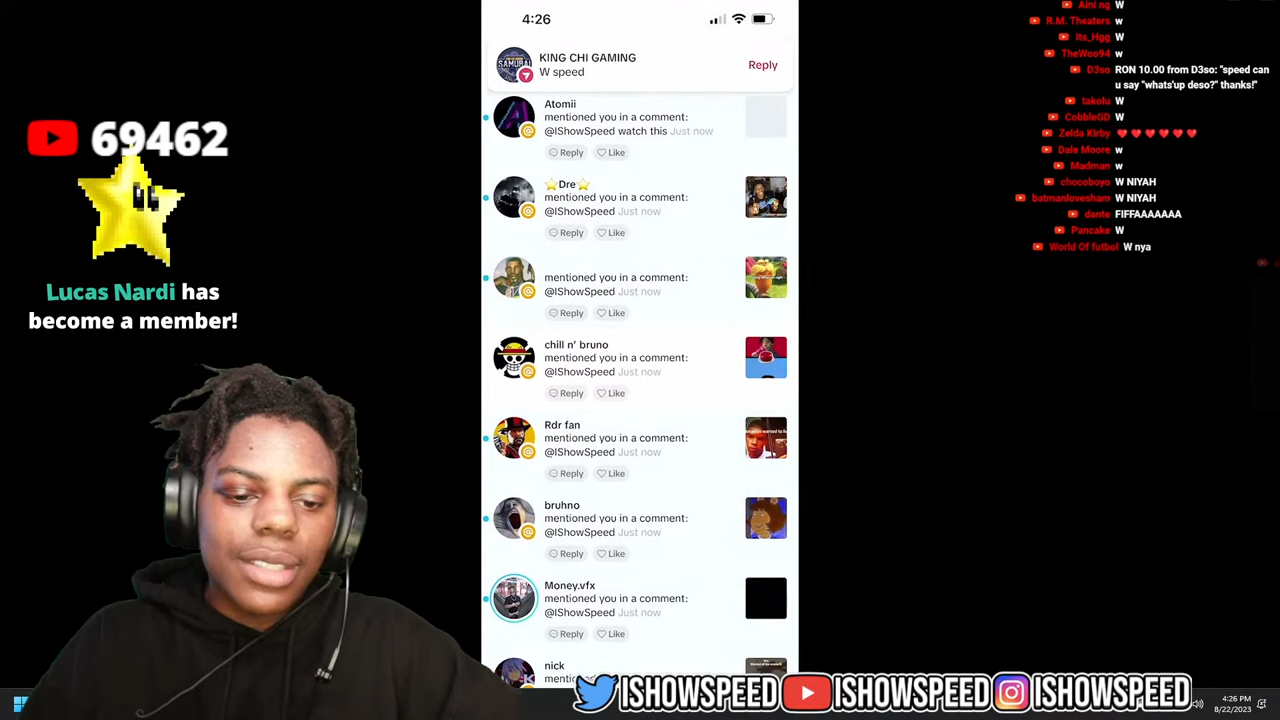 4:26
KING CHI GAMING
W speed
Reply
Atomii
mentioned you in a comment:
@IShowSpeed watch this Just now
Reply Like
⭐Dre⭐
mentioned you in a comment:
@IShowSpeed Just now
Reply Like
mentioned you in a comment:
@IShowSpeed Just now
Reply Like
chill n' bruno
mentioned you in a comment:
@IShowSpeed Just now
Reply Like
Rdr fan
mentioned you in a comment:
@IShowSpeed Just now
Reply Like
bruhno
mentioned you in a comment:
@IShowSpeed Just now
Reply Like
Money.vfx
mentioned you in a comment:
@IShowSpeed Just now
Reply Like
nick
69462
Lucas Nardi has
become a member!
Aini ng W
R.M. Theaters w
Its_Hgg W
TheWoo94 w
D3so RON 10.00 from D3so: "speed can
u say "whats'up deso?" thanks!"
takolu W
CobbleGD W
Zelda Kirby ❤️❤️❤️❤️❤️❤️
Dale Moore w
Madman w
chocoboyo W NIYAH
batmanlovesham W NIYAH
dante FIFFAAAAAAA
Pancake W
World Of futbol W nya
ISHOWSPEED ISHOWSPEED ISHOWSPEED
4:26 PM
8/22/2023